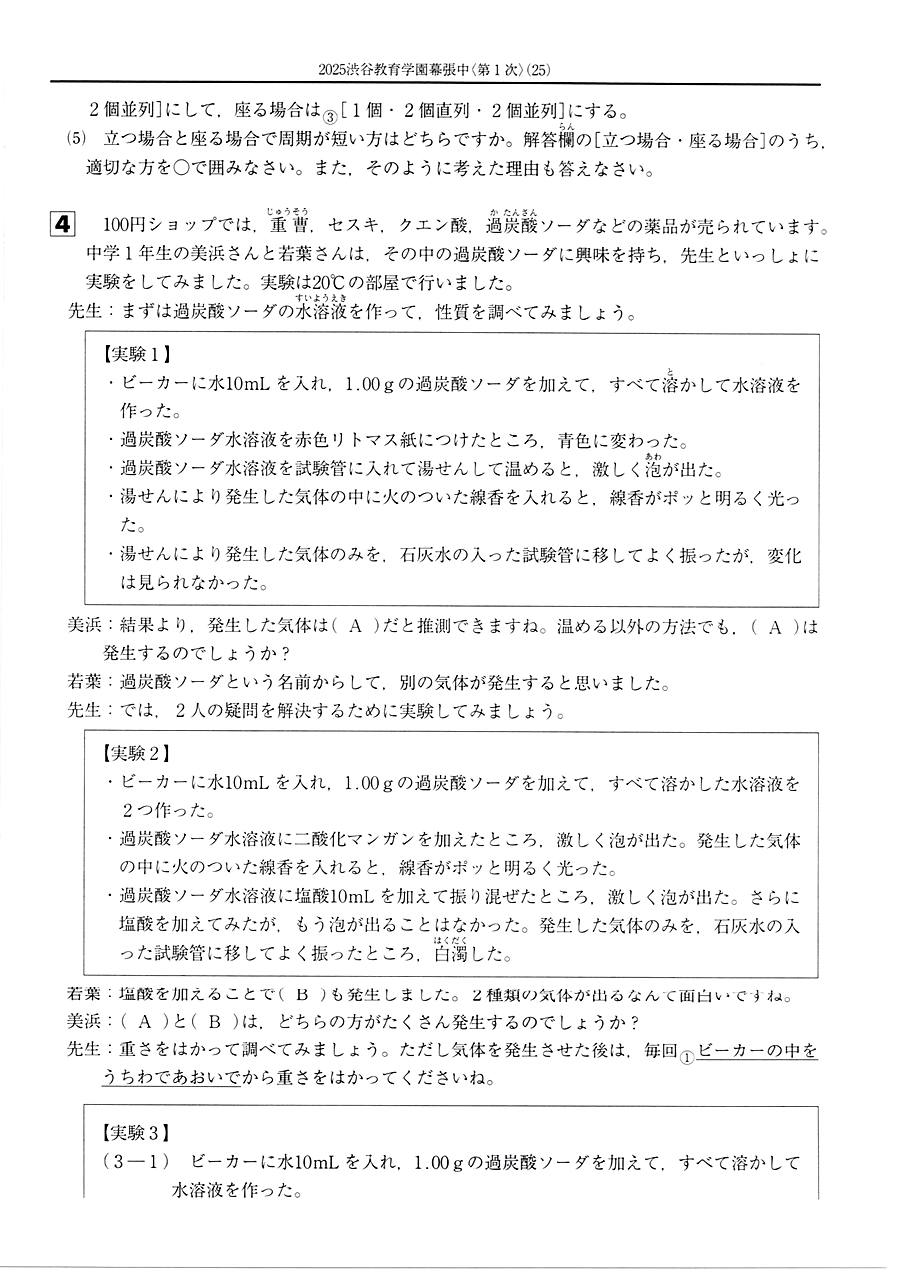 2025渋谷教育学園幕張中〈第1次〉(25)
2個並列]にして，座る場合は③[1個・2個直列・2個並列]にする。
(5) 立つ場合と座る場合で周期が短い方はどちらですか。解答欄の[立つ場合・座る場合]のうち，
らん
適切な方を○で囲みなさい。また，そのように考えた理由も答えなさい。
4 100円ショップでは，重曹，セスキ，クエン酸，過炭酸ソーダなどの薬品が売られています。
じゅうそう か たんさん
中学1年生の美浜さんと若葉さんは，その中の過炭酸ソーダに興味を持ち，先生といっしょに
実験をしてみました。実験は20℃の部屋で行いました。
すいようえき
先生：まずは過炭酸ソーダの水溶液を作って，性質を調べてみましょう。
【実験1】
・ビーカーに水10mLを入れ，1.00gの過炭酸ソーダを加えて，すべて溶かして水溶液を
と
作った。
・過炭酸ソーダ水溶液を赤色リトマス紙につけたところ，青色に変わった。
・過炭酸ソーダ水溶液を試験管に入れて湯せんして温めると，激しく泡が出た。
あわ
・湯せんにより発生した気体の中に火のついた線香を入れると，線香がポッと明るく光っ
た。
・湯せんにより発生した気体のみを，石灰水の入った試験管に移してよく振ったが，変化
は見られなかった。
美浜：結果より，発生した気体は( A )だと推測できますね。温める以外の方法でも，( A )は
発生するのでしょうか？
若葉：過炭酸ソーダという名前からして，別の気体が発生すると思いました。
先生：では，2人の疑問を解決するために実験してみましょう。
【実験2】
・ビーカーに水10mLを入れ，1.00gの過炭酸ソーダを加えて，すべて溶かした水溶液を
2つ作った。
・過炭酸ソーダ水溶液に二酸化マンガンを加えたところ，激しく泡が出た。発生した気体
の中に火のついた線香を入れると，線香がポッと明るく光った。
・過炭酸ソーダ水溶液に塩酸10mLを加えて振り混ぜたところ，激しく泡が出た。さらに
塩酸を加えてみたが，もう泡が出ることはなかった。発生した気体のみを，石灰水の入
はくだく
った試験管に移してよく振ったところ，白濁した。
若葉：塩酸を加えることで( B )も発生しました。2種類の気体が出るなんて面白いですね。
美浜：( A )と( B )は，どちらの方がたくさん発生するのでしょうか？
先生：重さをはかって調べてみましょう。ただし気体を発生させた後は，毎回①ビーカーの中を
うちわであおいでから重さをはかってくださいね。
【実験3】
(3－1) ビーカーに水10mLを入れ，1.00gの過炭酸ソーダを加えて，すべて溶かして
水溶液を作った。